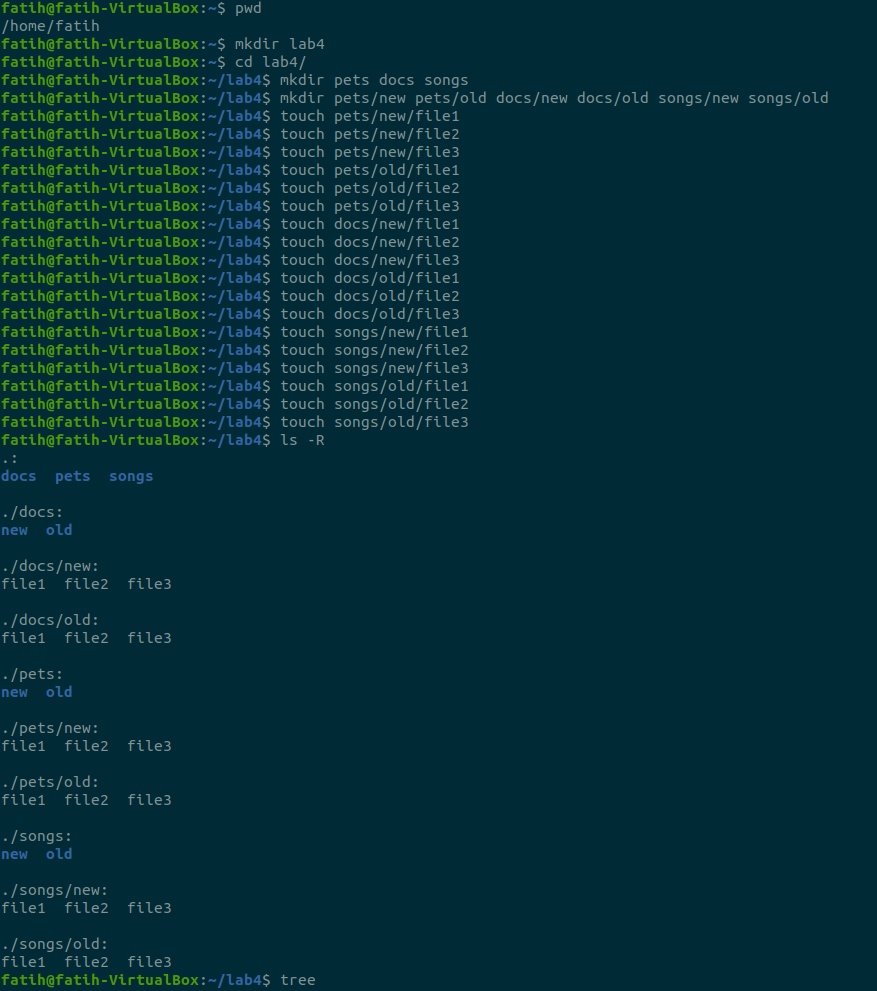 fatih@fatih-VirtualBox:~$ pwd
/home/fatih
fatih@fatih-VirtualBox:~$ mkdir lab4
fatih@fatih-VirtualBox:~$ cd lab4/
fatih@fatih-VirtualBox:~/lab4$ mkdir pets docs songs
fatih@fatih-VirtualBox:~/lab4$ mkdir pets/new pets/old docs/new docs/old songs/new songs/old
fatih@fatih-VirtualBox:~/lab4$ touch pets/new/file1
fatih@fatih-VirtualBox:~/lab4$ touch pets/new/file2
fatih@fatih-VirtualBox:~/lab4$ touch pets/new/file3
fatih@fatih-VirtualBox:~/lab4$ touch pets/old/file1
fatih@fatih-VirtualBox:~/lab4$ touch pets/old/file2
fatih@fatih-VirtualBox:~/lab4$ touch pets/old/file3
fatih@fatih-VirtualBox:~/lab4$ touch docs/new/file1
fatih@fatih-VirtualBox:~/lab4$ touch docs/new/file2
fatih@fatih-VirtualBox:~/lab4$ touch docs/new/file3
fatih@fatih-VirtualBox:~/lab4$ touch docs/old/file1
fatih@fatih-VirtualBox:~/lab4$ touch docs/old/file2
fatih@fatih-VirtualBox:~/lab4$ touch docs/old/file3
fatih@fatih-VirtualBox:~/lab4$ touch songs/new/file1
fatih@fatih-VirtualBox:~/lab4$ touch songs/new/file2
fatih@fatih-VirtualBox:~/lab4$ touch songs/new/file3
fatih@fatih-VirtualBox:~/lab4$ touch songs/old/file1
fatih@fatih-VirtualBox:~/lab4$ touch songs/old/file2
fatih@fatih-VirtualBox:~/lab4$ touch songs/old/file3
fatih@fatih-VirtualBox:~/lab4$ ls -R
.:
docs  pets  songs

./docs:
new  old

./docs/new:
file1  file2  file3

./docs/old:
file1  file2  file3

./pets:
new  old

./pets/new:
file1  file2  file3

./pets/old:
file1  file2  file3

./songs:
new  old

./songs/new:
file1  file2  file3

./songs/old:
file1  file2  file3
fatih@fatih-VirtualBox:~/lab4$ tree